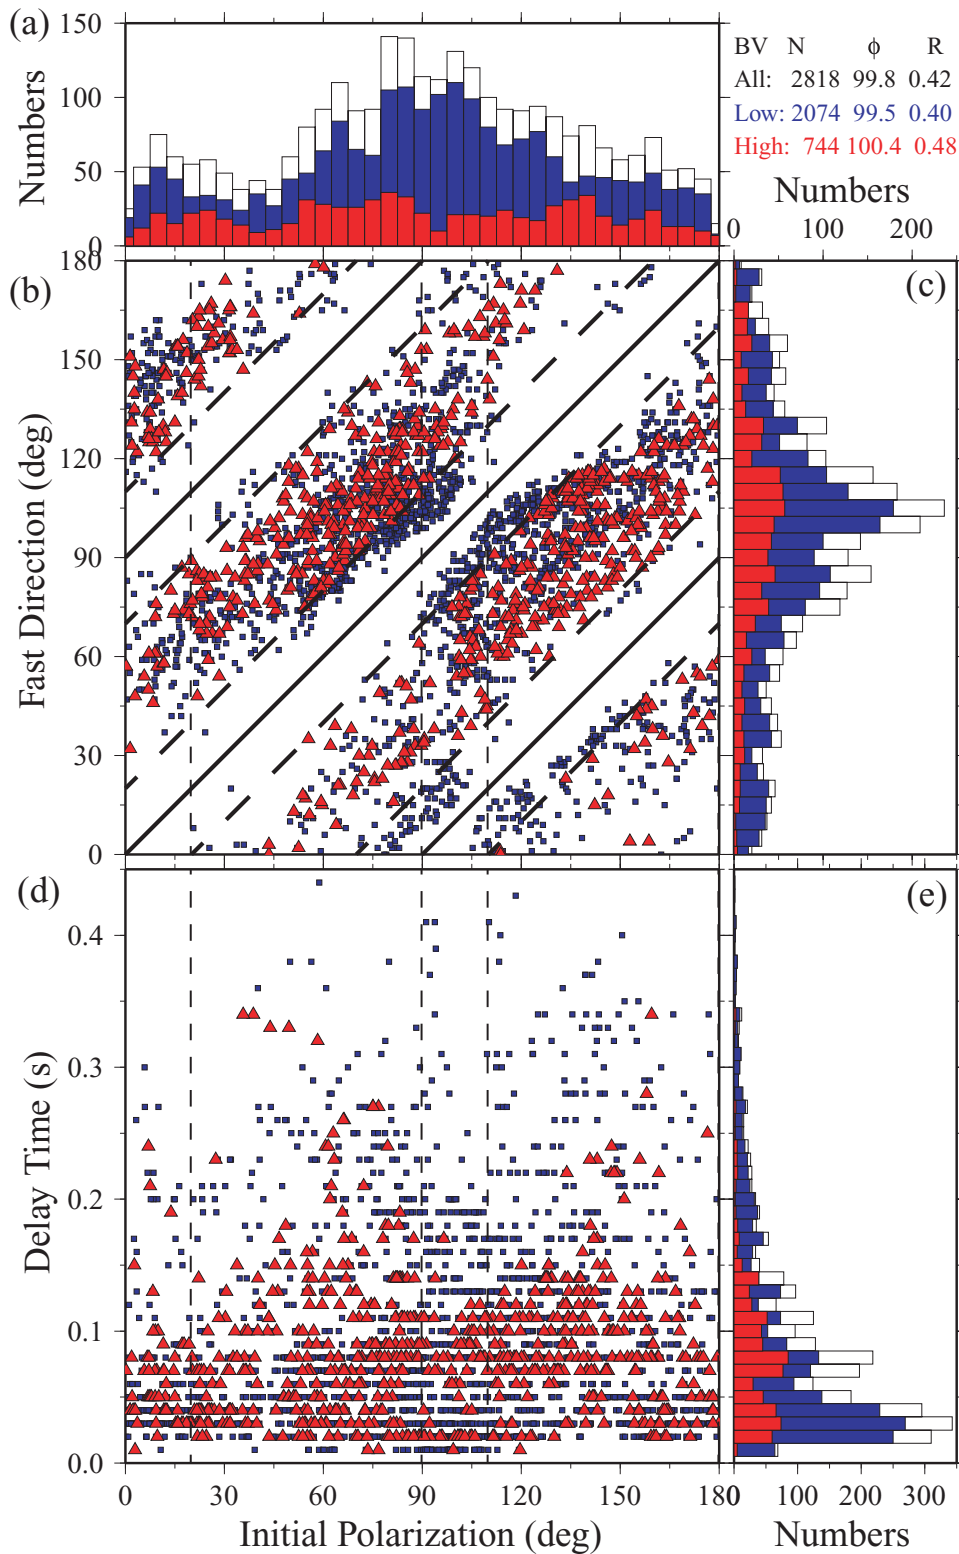 (a)
150
100
50
0
Numbers
BV N ϕ R
All: 2818 99.8 0.42
Low: 2074 99.5 0.40
High: 744 100.4 0.48
Numbers
0 100 200
(b)
180
150
120
90
60
30
0
Fast Direction (deg)
(c)
(d)
0.4
0.3
0.2
0.1
0.0
Delay Time (s)
(e)
0 30 60 90 120 150 180
Initial Polarization (deg)
0 100 200 300
Numbers